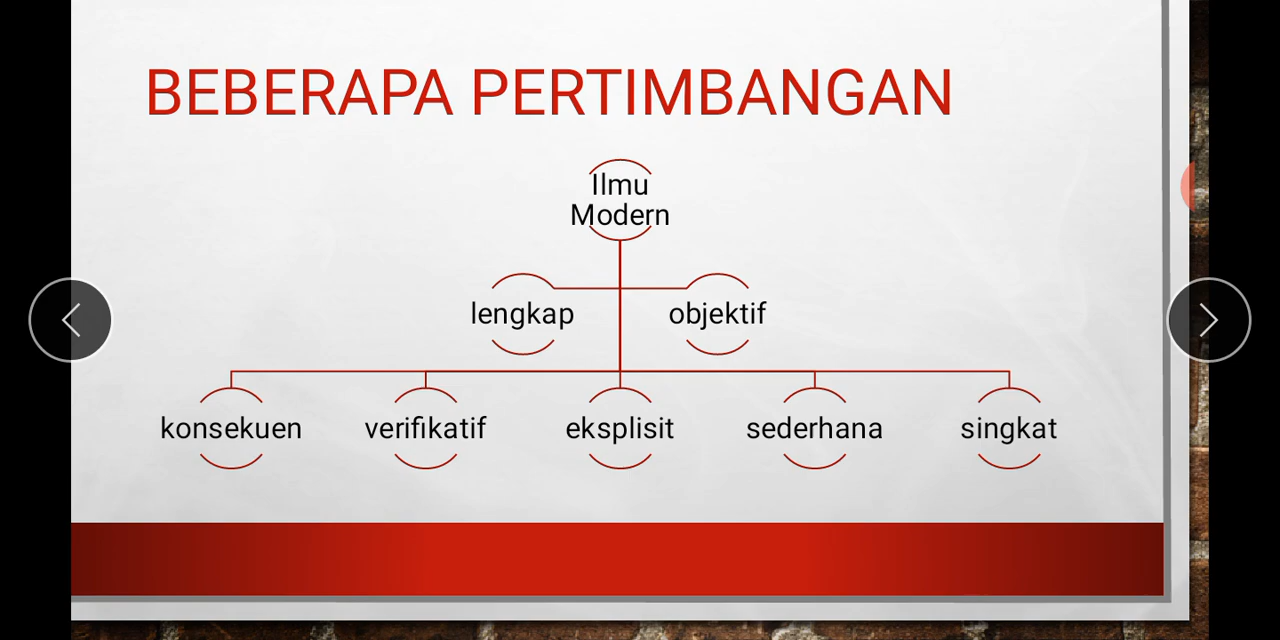 BEBERAPA PERTIMBANGAN
Ilmu
Modern
lengkap
objektif
konsekuen
verifikatif
eksplisit
sederhana
singkat